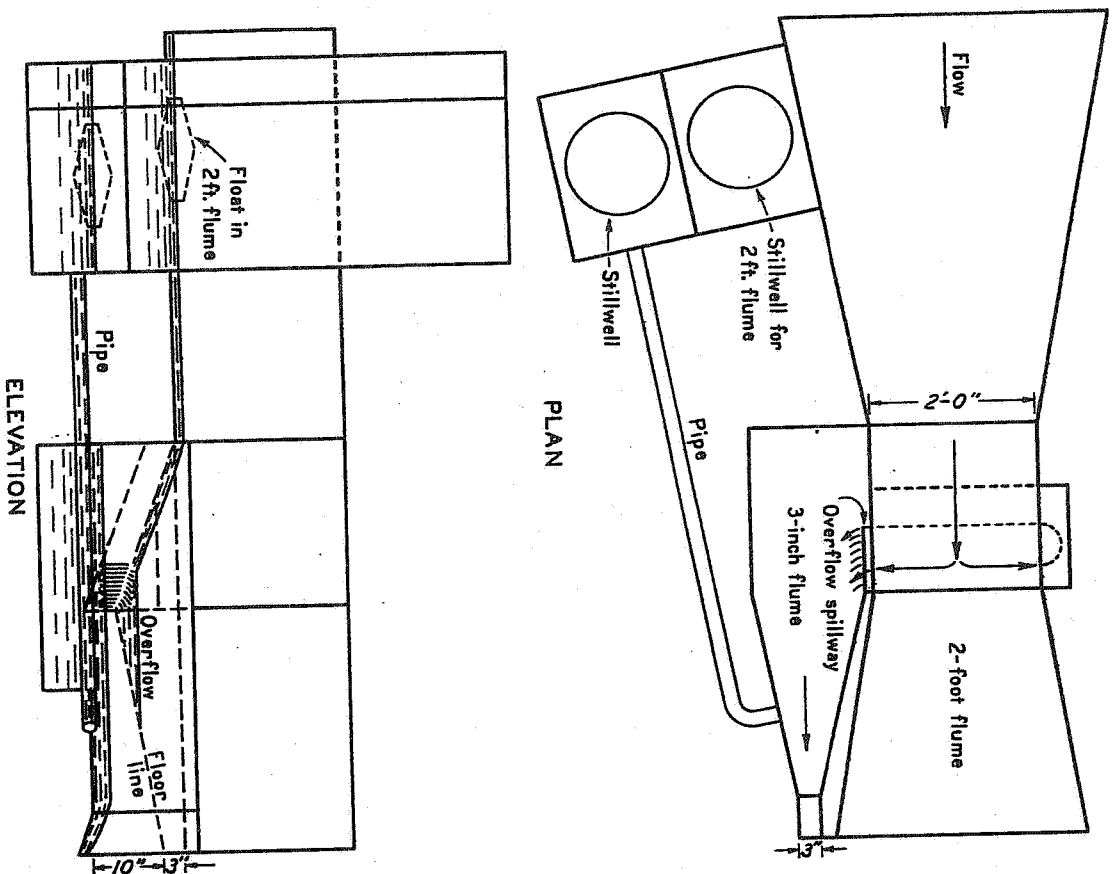 Flow
2'-0"
Stillwell for
2 ft. flume
Stillwell
Pipe
Overflow spillway
3-inch flume
2-foot flume
3"
PLAN
Float in
2 ft. flume
Pipe
Overflow
Floor
line
10"
3"
ELEVATION